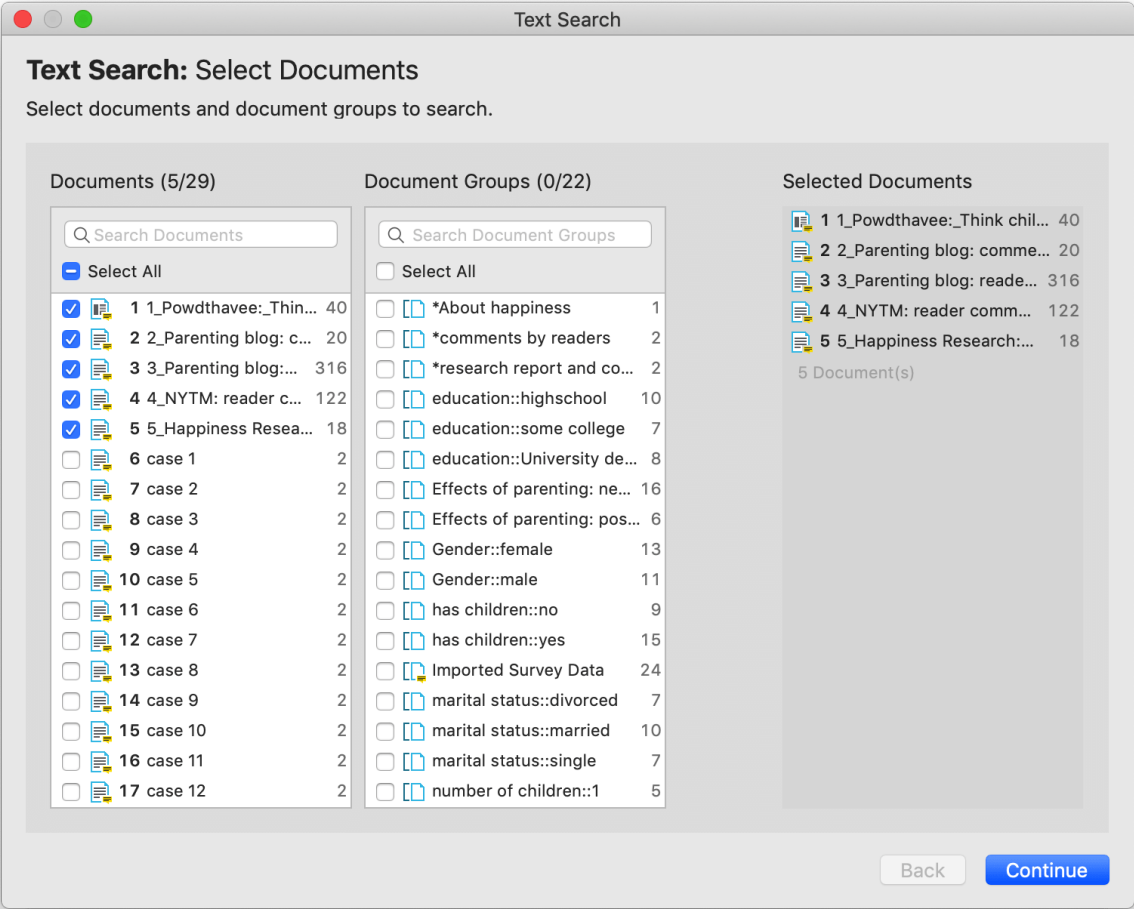 Text Search
Text Search: Select Documents
Select documents and document groups to search.
Documents (5/29)
Search Documents
Select All
1 1_Powdthavee:_Thin... 40
2 2_Parenting blog: c... 20
3 3_Parenting blog:... 316
4 4_NYTM: reader c... 122
5 5_Happiness Resea... 18
6 case 1 2
7 case 2 2
8 case 3 2
9 case 4 2
10 case 5 2
11 case 6 2
12 case 7 2
13 case 8 2
14 case 9 2
15 case 10 2
16 case 11 2
17 case 12 2
Document Groups (0/22)
Search Document Groups
Select All
*About happiness 1
*comments by readers 2
*research report and co... 2
education::highschool 10
education::some college 7
education::University de... 8
Effects of parenting: ne... 16
Effects of parenting: pos... 6
Gender::female 13
Gender::male 11
has children::no 9
has children::yes 15
Imported Survey Data 24
marital status::divorced 7
marital status::married 10
marital status::single 7
number of children::1 5
Selected Documents
1 1_Powdthavee:_Think chil... 40
2 2_Parenting blog: comme... 20
3 3_Parenting blog: reade... 316
4 4_NYTM: reader comm... 122
5 5_Happiness Research:... 18
5 Document(s)
Back
Continue